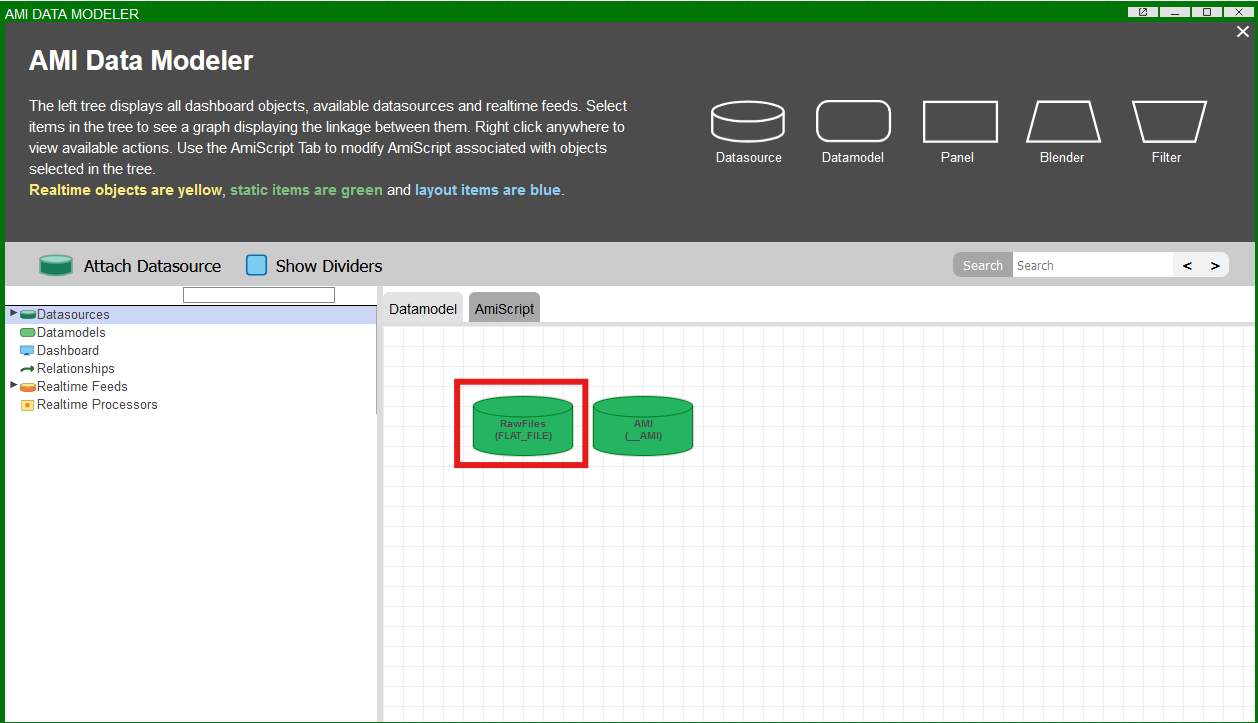 AMI DATA MODELER
AMI Data Modeler
The left tree displays all dashboard objects, available datasources and realtime feeds. Select
items in the tree to see a graph displaying the linkage between them. Right click anywhere to
view available actions. Use the AmiScript Tab to modify AmiScript associated with objects
selected in the tree.
Realtime objects are yellow, static items are green and layout items are blue.
Datasource
Datamodel
Panel
Blender
Filter
Attach Datasource
Show Dividers
Search
Search
<
>
Datasources
Datamodels
Dashboard
Relationships
Realtime Feeds
Realtime Processors
Datamodel
AmiScript
RawFiles
(FLAT_FILE)
AMI
(__AMI)